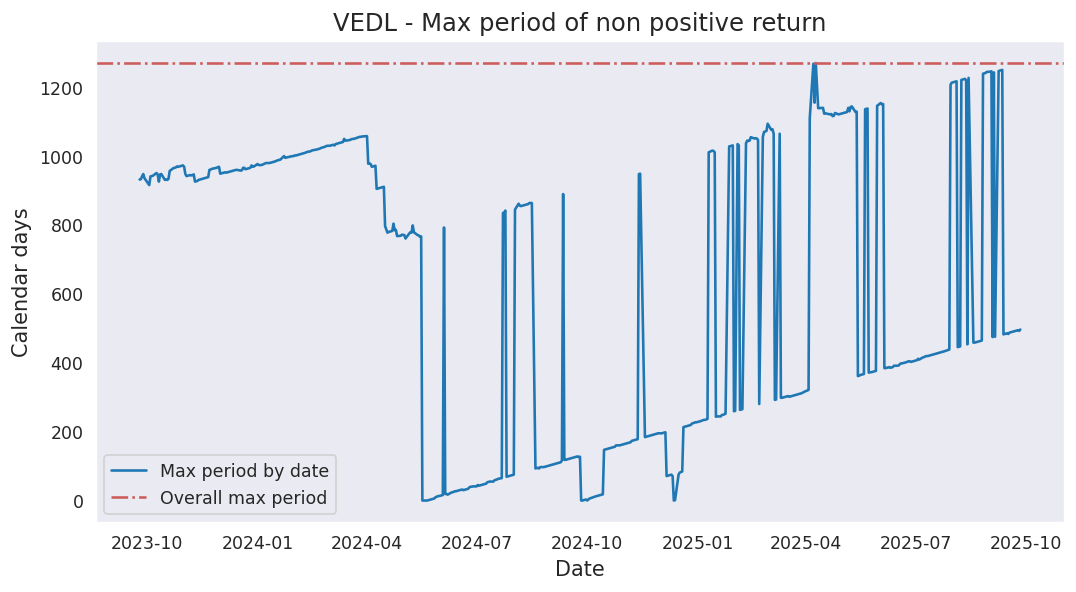 VEDL - Max period of non positive return
1200
1000
800
600
400
200
0
Calendar days
Max period by date
Overall max period
2023-10 2024-01 2024-04 2024-07 2024-10 2025-01 2025-04 2025-07 2025-10
Date